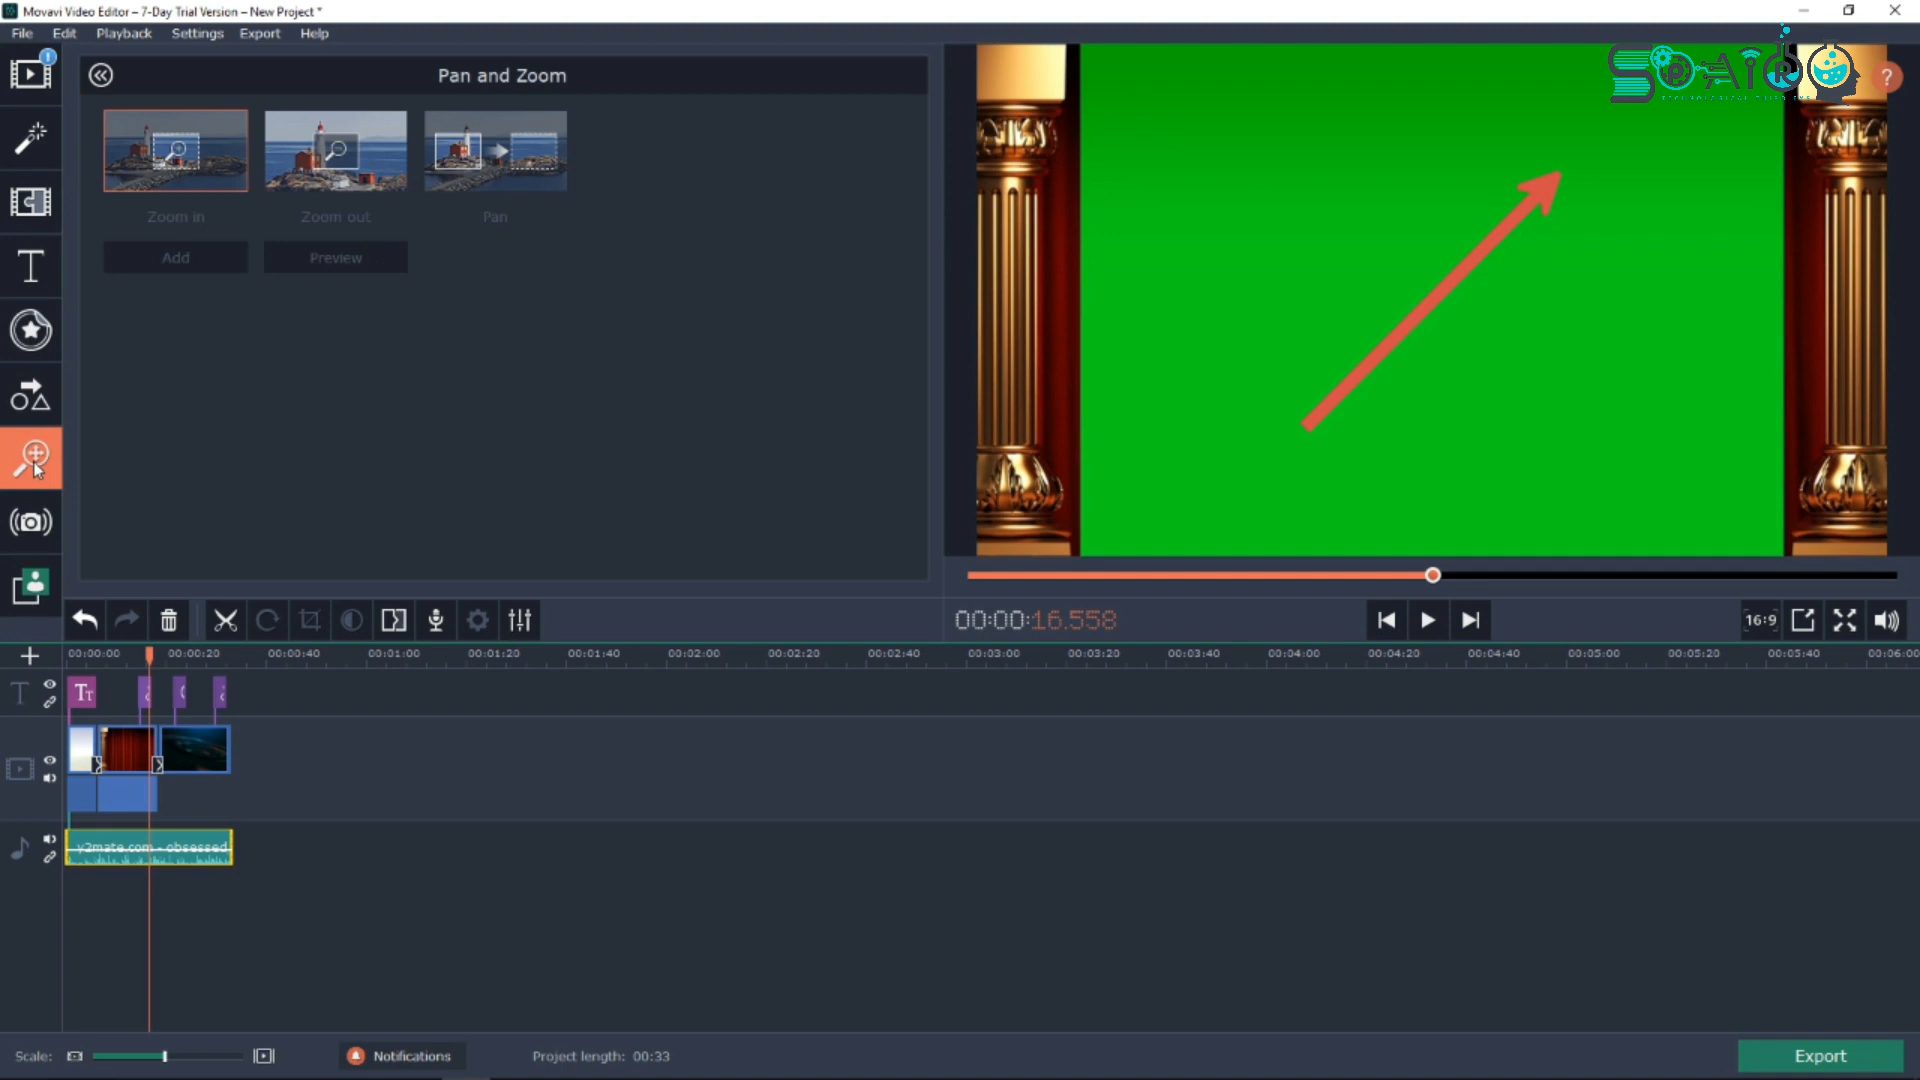 Movavi Video Editor – 7-Day Trial Version – New Project *
File Edit Playback Settings Export Help
Pan and Zoom
Zoom in Zoom out Pan
Add Preview
SPAIRO
?
00:00:16.558
16:9
00:00:00 00:00:20 00:00:40 00:01:00 00:01:20 00:01:40 00:02:00 00:02:20 00:02:40 00:03:00 00:03:20 00:03:40 00:04:00 00:04:20 00:04:40 00:05:00 00:05:20 00:05:40 00:06:00
T Tт
y2mate.com - obsessed
Scale: Notifications Project length: 00:33 Export